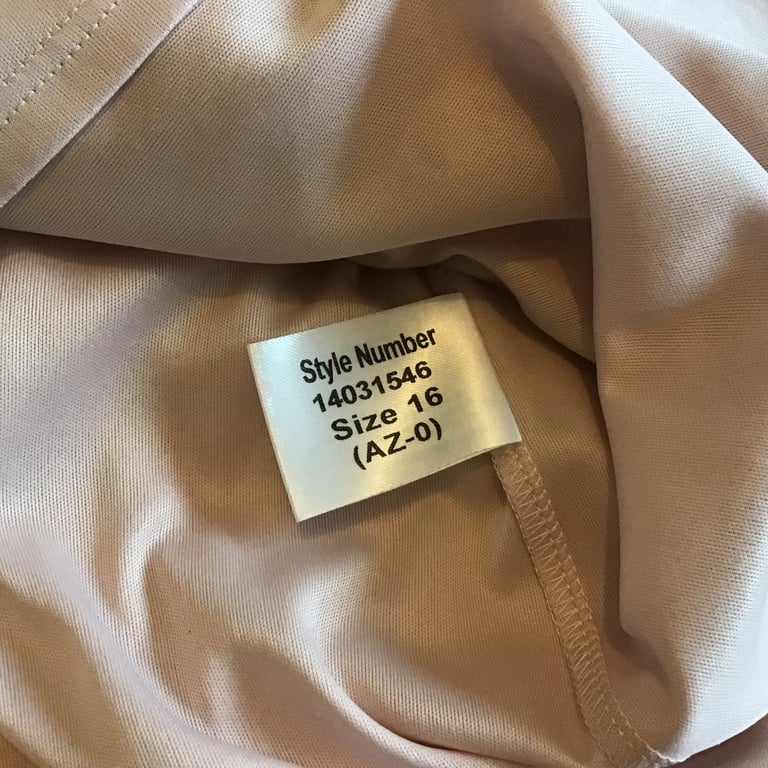 Style Number
14031546
Size 16
(AZ-0)